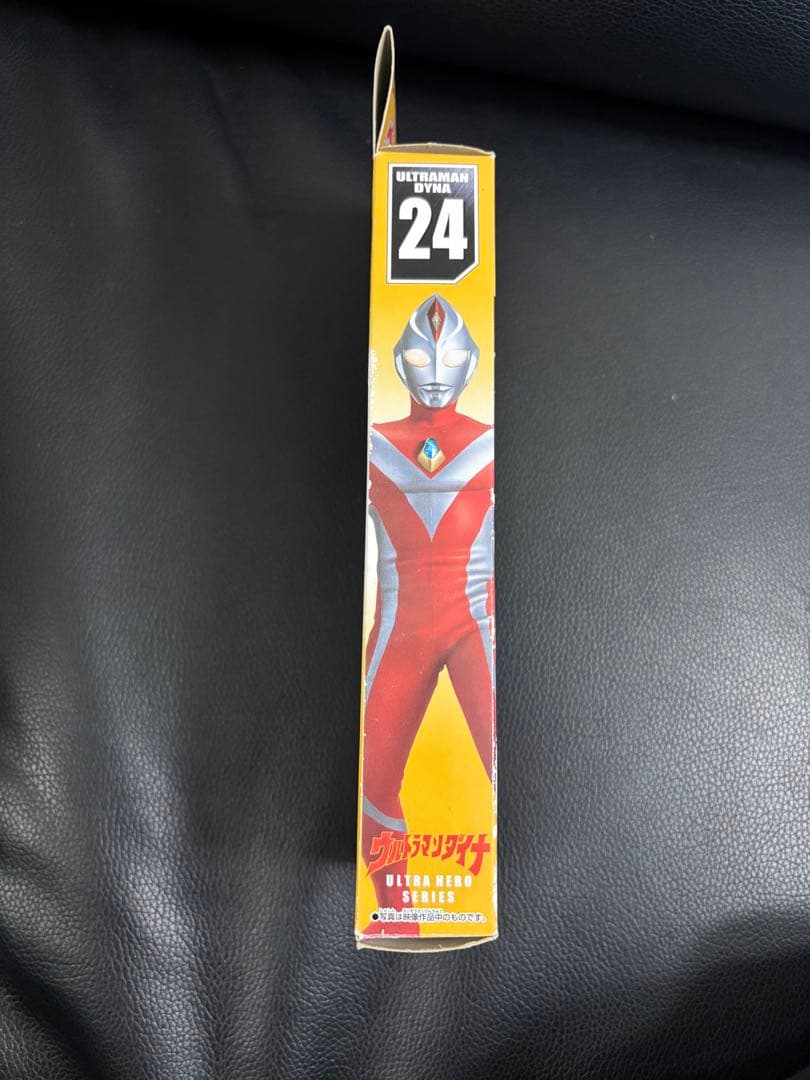 ULTRAMAN
DYNA
24
ウルトラマンダイナ
ULTRA HERO
SERIES
●写真は映像作品中のものです。